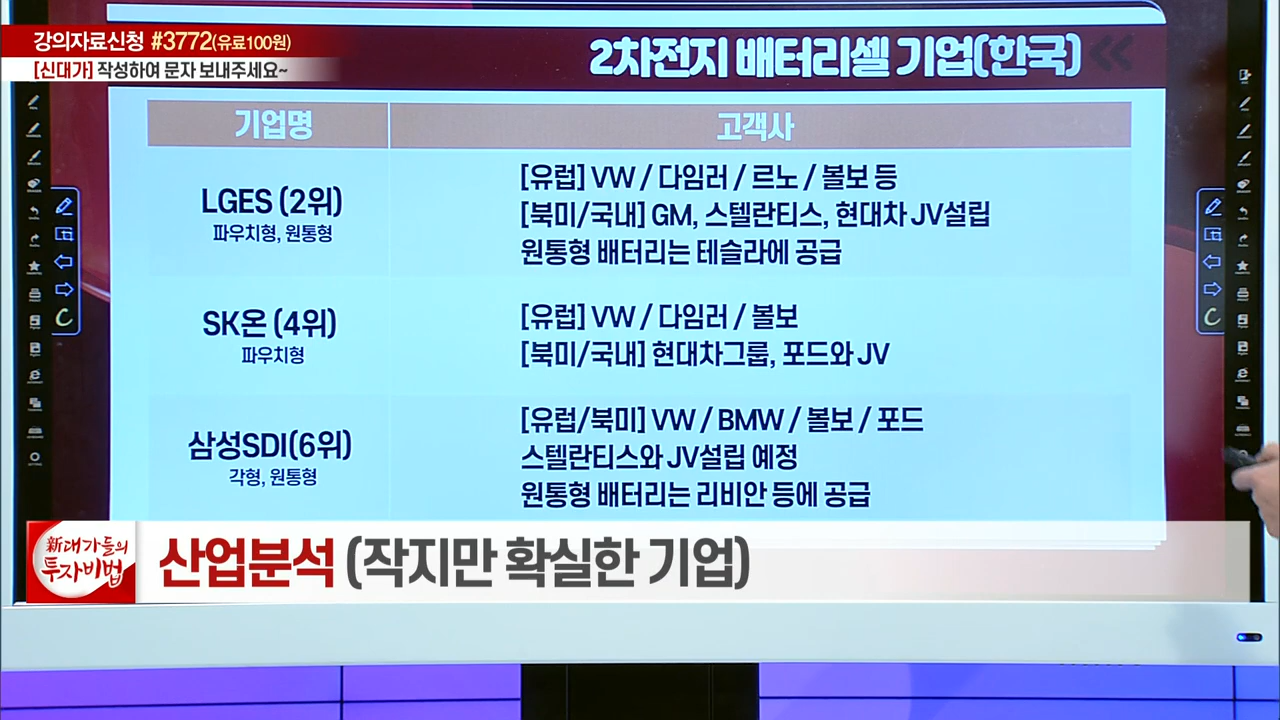 강의자료신청 #3772(유료100원)
[신대가] 작성하여 문자 보내주세요~
2차전지 배터리셀 기업(한국)
기업명
고객사
LGES (2위)
파우치형, 원통형
[유럽] VW / 다임러 / 르노 / 볼보 등
[북미/국내] GM, 스텔란티스, 현대차 JV설립
원통형 배터리는 테슬라에 공급
SK온 (4위)
파우치형
[유럽] VW / 다임러 / 볼보
[북미/국내] 현대차그룹, 포드와 JV
삼성SDI(6위)
각형, 원통형
[유럽/북미] VW / BMW / 볼보 / 포드
스텔란티스와 JV설립 예정
원통형 배터리는 리비안 등에 공급
新대가들의
투자비법
산업분석 (작지만 확실한 기업)